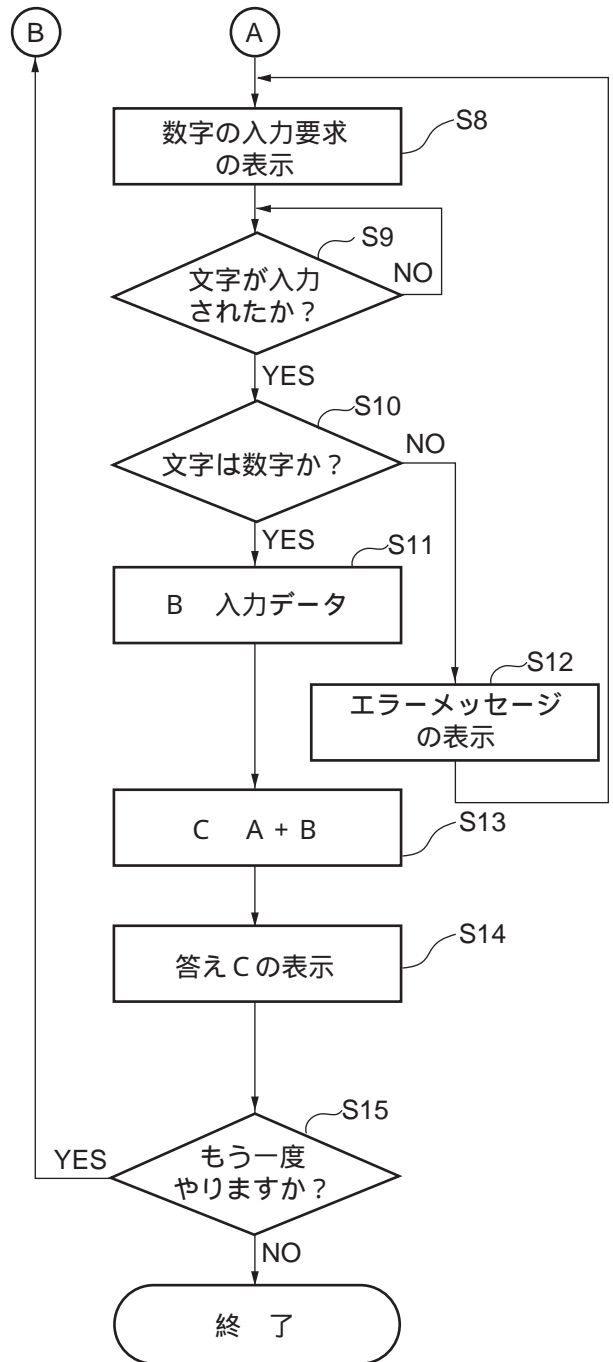 B
A
数字の入力要求
の表示
S8
S9
文字が入力
されたか？
NO
YES
S10
文字は数字か？
NO
YES
S11
B　入力データ
S12
エラーメッセージ
の表示
C　A + B
S13
答えCの表示
S14
S15
もう一度
やりますか？
YES
NO
終　了